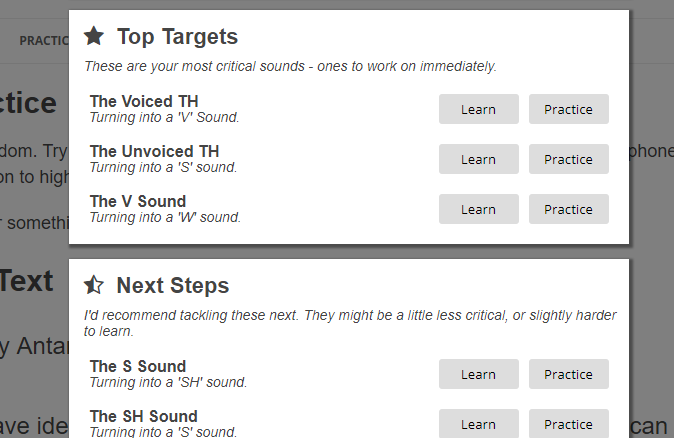 PRACTIC
ctice
dom. Try
phone
on to high
r somethi
Text
y Antar
ave ide
can
Top Targets
These are your most critical sounds - ones to work on immediately.
The Voiced TH
Turning into a 'V' Sound.
Learn Practice
The Unvoiced TH
Turning into a 'S' sound.
Learn Practice
The V Sound
Turning into a 'W' sound.
Learn Practice
Next Steps
I'd recommend tackling these next. They might be a little less critical, or slightly harder
to learn.
The S Sound
Turning into a 'SH' sound.
Learn Practice
The SH Sound
Turning into a 'S' sound.
Learn Practice